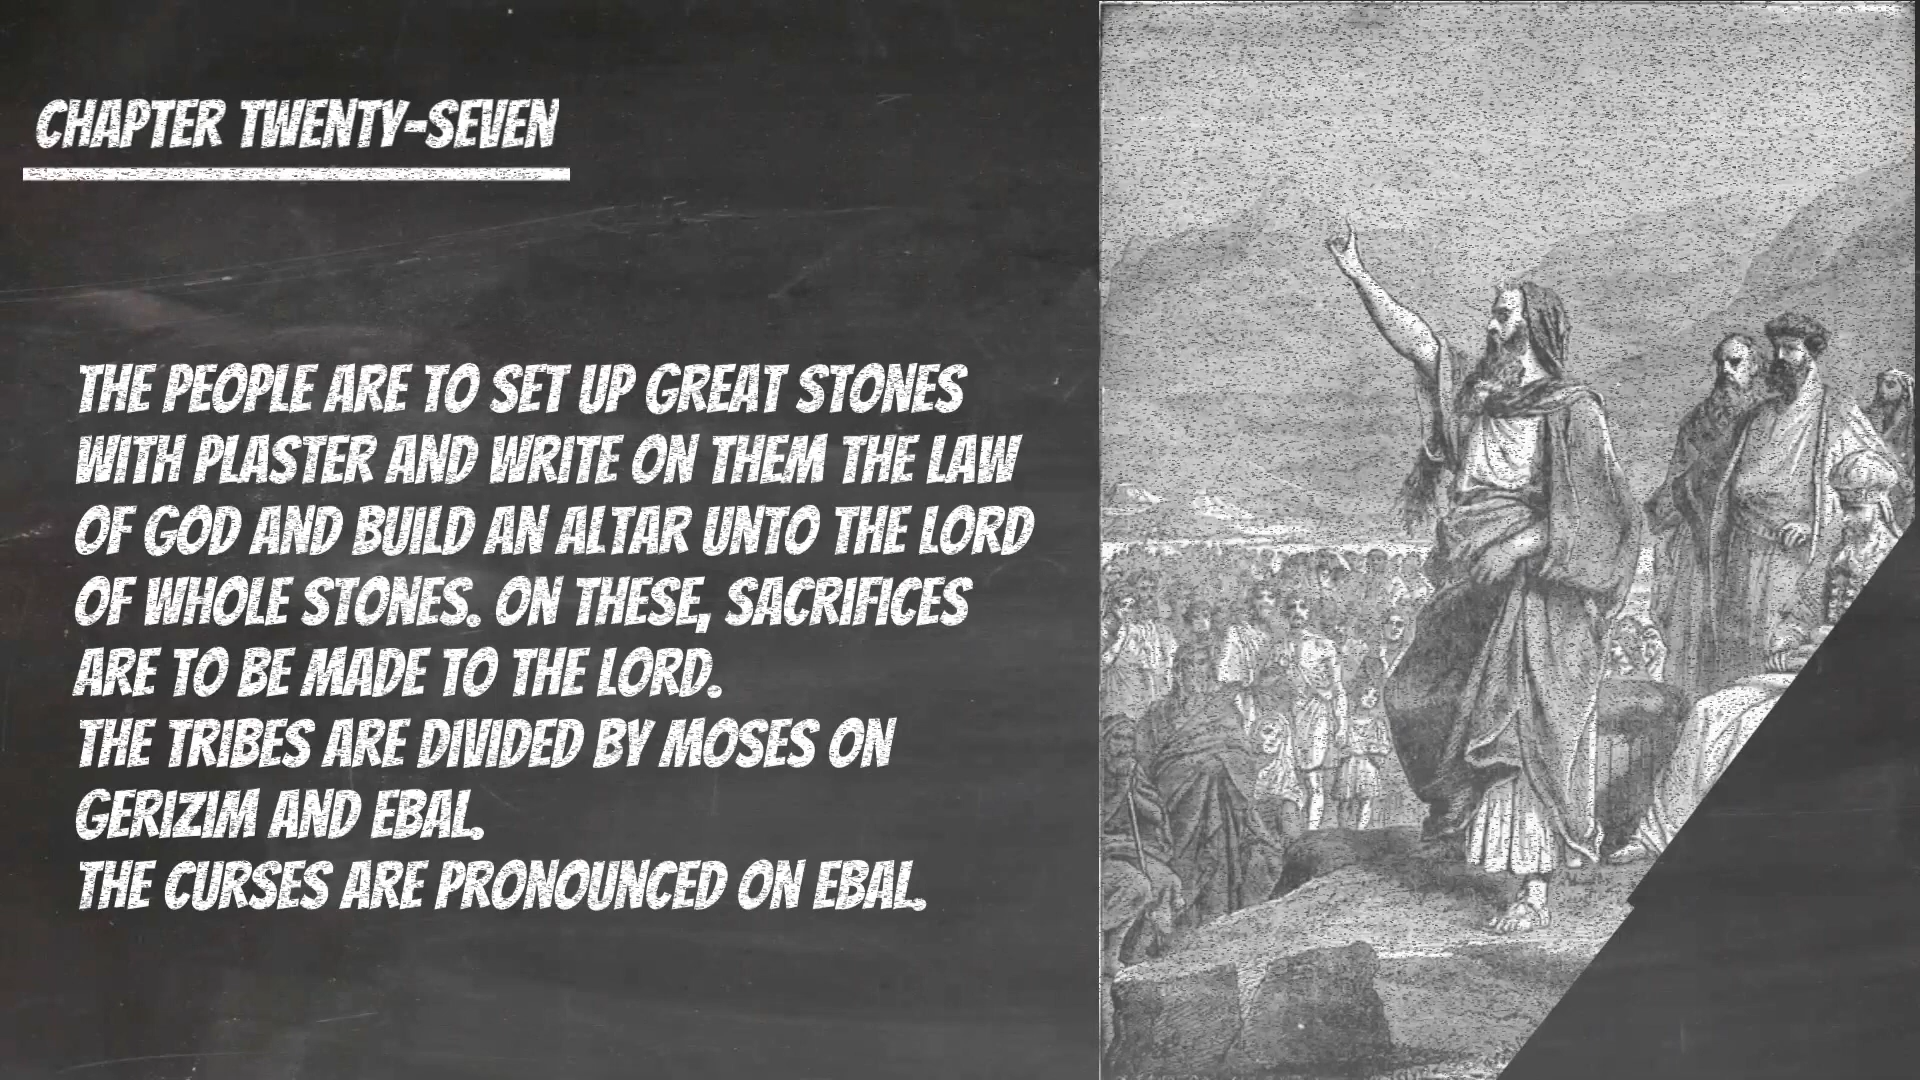 CHAPTER TWENTY-SEVEN
THE PEOPLE ARE TO SET UP GREAT STONES
WITH PLASTER AND WRITE ON THEM THE LAW
OF GOD AND BUILD AN ALTAR UNTO THE LORD
OF WHOLE STONES. ON THESE, SACRIFICES
ARE TO BE MADE TO THE LORD.
THE TRIBES ARE DIVIDED BY MOSES ON
GERIZIM AND EBAL.
THE CURSES ARE PRONOUNCED ON EBAL.